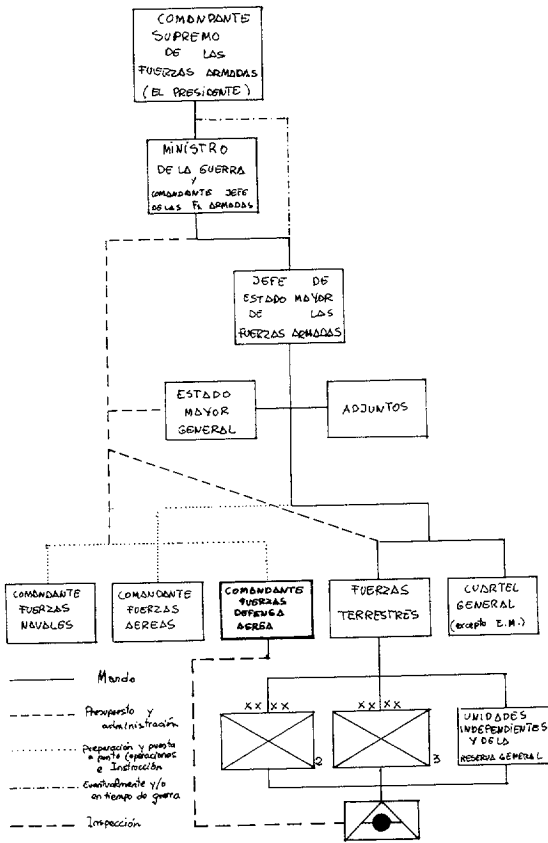 COMANDANTE
SUPREMO
DE LAS
FUERZAS ARMADAS
(EL PRESIDENTE)
MINISTRO
DE LA GUERRA
Y
COMANDANTE JEFE
DE LAS Fs ARMADAS
JEFE DE
ESTADO MAYOR
DE LAS
FUERZAS ARMADAS
ESTADO
MAYOR
GENERAL
ADJUNTOS
COMANDANTE
FUERZAS
NAVALES
COMANDANTE
FUERZAS
AEREAS
COMANDANTE
FUERZAS
DEFENSA
AEREA
FUERZAS
TERRESTRES
CUARTEL
GENERAL
(excepto E.M.)
XX XX
2
XX XX
3
UNIDADES
INDEPENDIENTES
Y DE LA
RESERVA GENERAL
Mando
Presupuesto y
administración
Preparación y puesta
a punto (operaciones
e Instrucción
Eventualmente y/o
en tiempo de guerra
Inspección